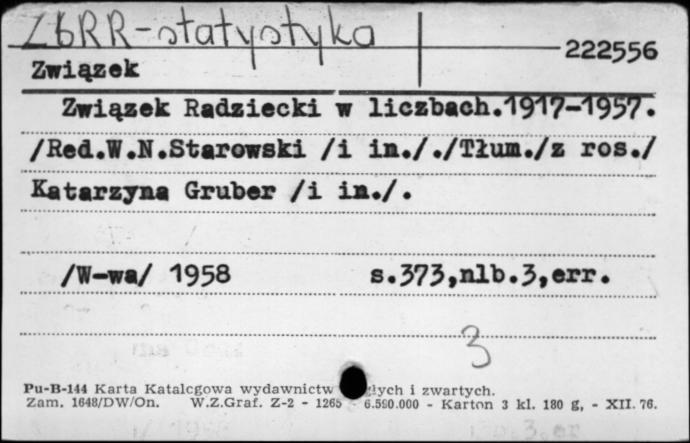 ZSRR-statystyka
222556
Związek
Związek Radziecki w liczbach.1917-1957.
/Red.W.N.Starowski /i in./. /Tłum./z ros./
Katarzyna Gruber /i in./.
/W-wa/ 1958 s.373,nlb.3,err.
3
Pu-B-144 Karta Katalogowa wydawnictw i zwartych.
Zam. 1648/DW/On. W.Z.Graf. Z-2 - 1265 6.590.000 - Karton 3 kl. 180 g, - XII. 76.